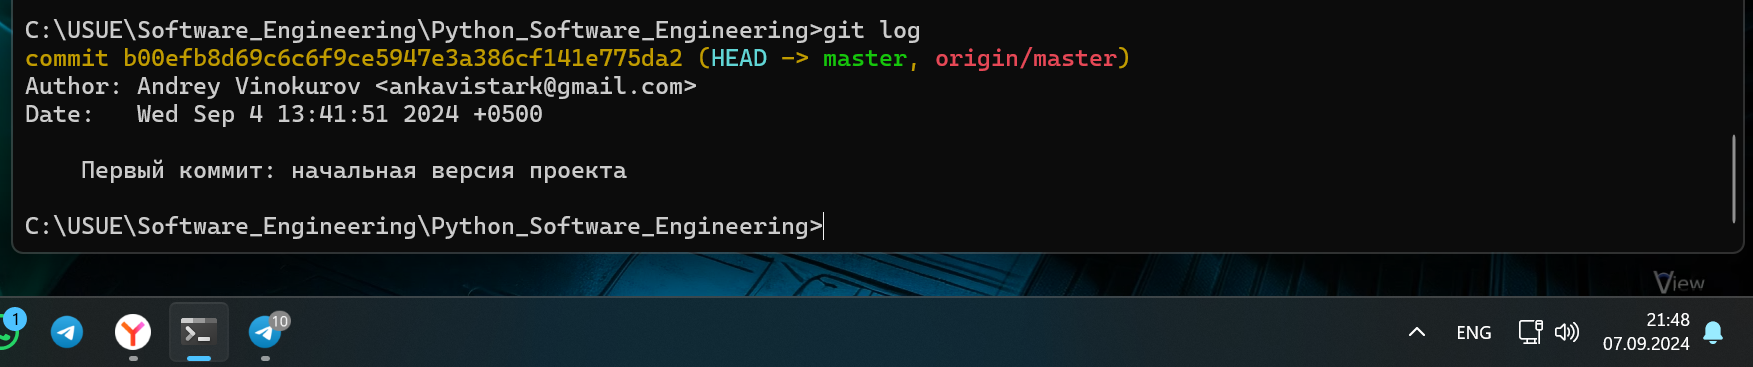 C:\USUE\Software_Engineering\Python_Software_Engineering>git log
commit b00efb8d69c6c6f9ce5947e3a386cf141e775da2 (HEAD -> master, origin/master)
Author: Andrey Vinokurov <ankavistark@gmail.com>
Date:   Wed Sep 4 13:41:51 2024 +0500
Первый коммит: начальная версия проекта
C:\USUE\Software_Engineering\Python_Software_Engineering>
View
1
10
ENG
21:48
07.09.2024